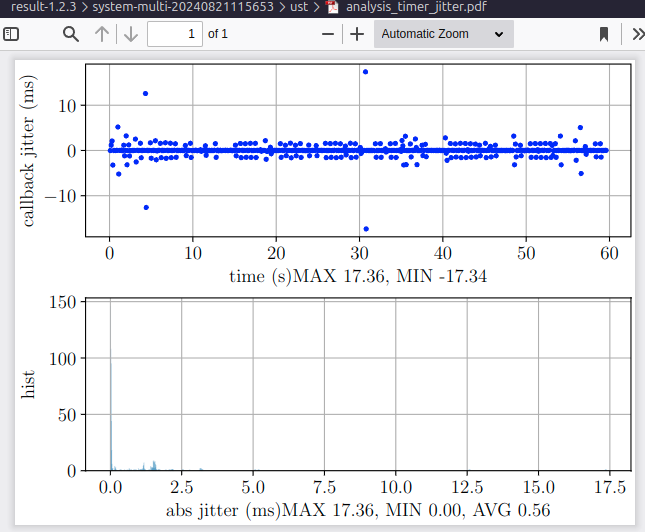 result-1.2.3 > system-multi-20240821115653 > ust > analysis_timer_jitter.pdf
1 of 1 Automatic Zoom
callback jitter (ms)
10
0
−10
0 10 20 30 40 50 60
time (s)MAX 17.36, MIN -17.34
hist
150
100
50
0
0.0 2.5 5.0 7.5 10.0 12.5 15.0 17.5
abs jitter (ms)MAX 17.36, MIN 0.00, AVG 0.56